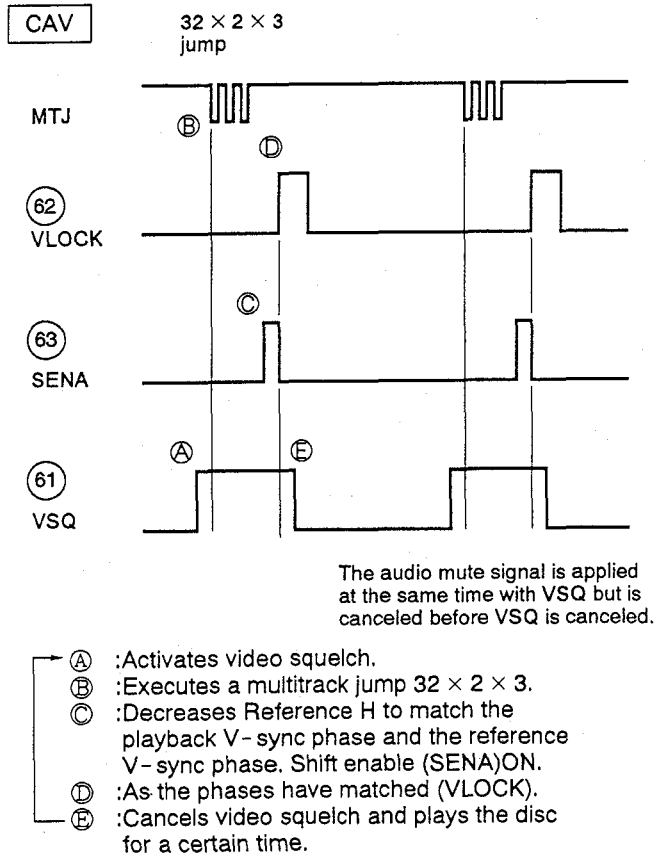 CAV
32 × 2 × 3
jump
MTJ
Ⓑ
Ⓓ
62
VLOCK
Ⓒ
63
SENA
Ⓐ
Ⓔ
61
VSQ
The audio mute signal is applied
at the same time with VSQ but is
canceled before VSQ is canceled.
Ⓐ :Activates video squelch.
Ⓑ :Executes a multitrack jump 32 × 2 × 3.
Ⓒ :Decreases Reference H to match the
playback V-sync phase and the reference
V-sync phase. Shift enable (SENA)ON.
Ⓓ :As the phases have matched (VLOCK).
Ⓔ :Cancels video squelch and plays the disc
for a certain time.